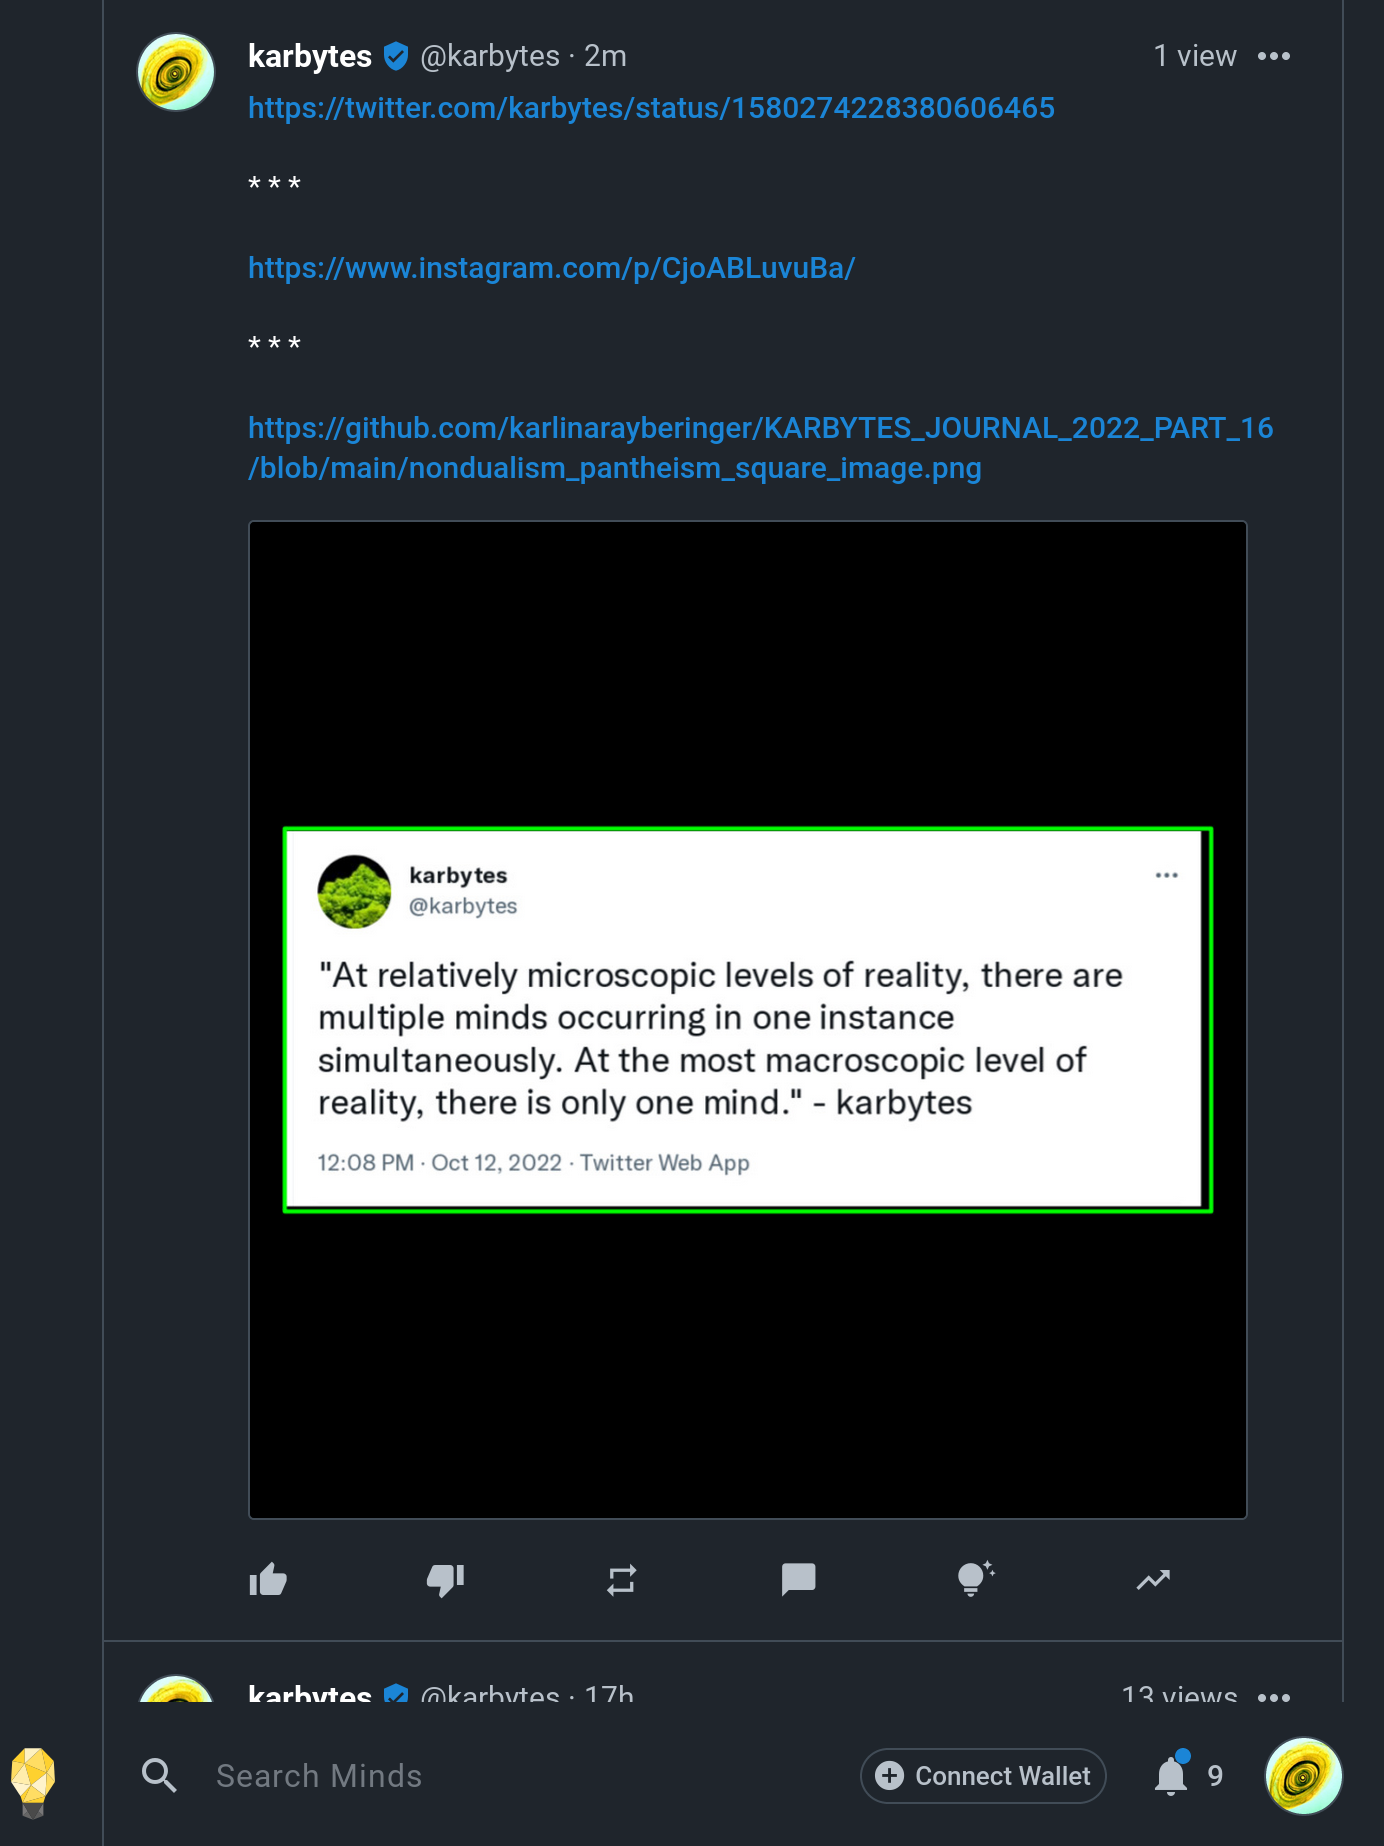 karbytes @karbytes · 2m 1 view
https://twitter.com/karbytes/status/1580274228380606465
* * *
https://www.instagram.com/p/CjoABLuvuBa/
* * *
https://github.com/karlinarayberinger/KARBYTES_JOURNAL_2022_PART_16
/blob/main/nondualism_pantheism_square_image.png
karbytes
@karbytes
"At relatively microscopic levels of reality, there are
multiple minds occurring in one instance
simultaneously. At the most macroscopic level of
reality, there is only one mind." - karbytes
12:08 PM · Oct 12, 2022 · Twitter Web App
karbytes @karbytes · 17h 13 views
Search Minds Connect Wallet 9